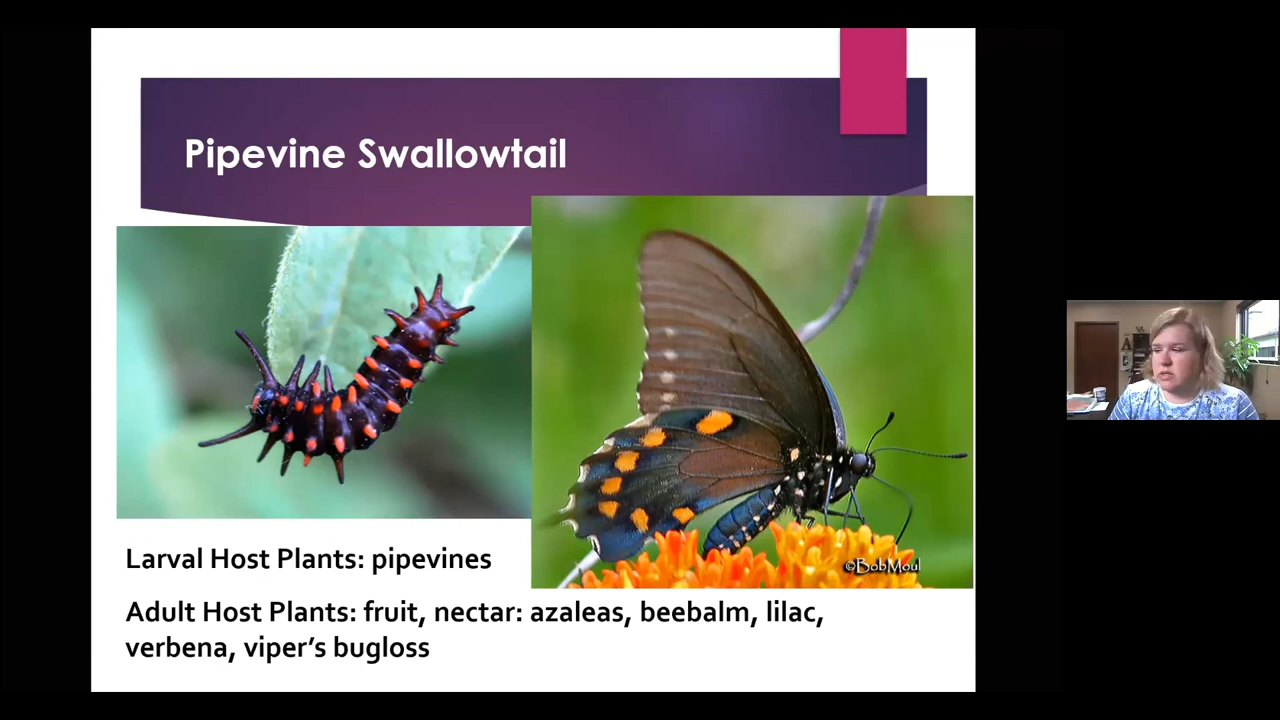 Pipevine Swallowtail
©BobMoul
Larval Host Plants: pipevines
Adult Host Plants: fruit, nectar: azaleas, beebalm, lilac,
verbena, viper’s bugloss